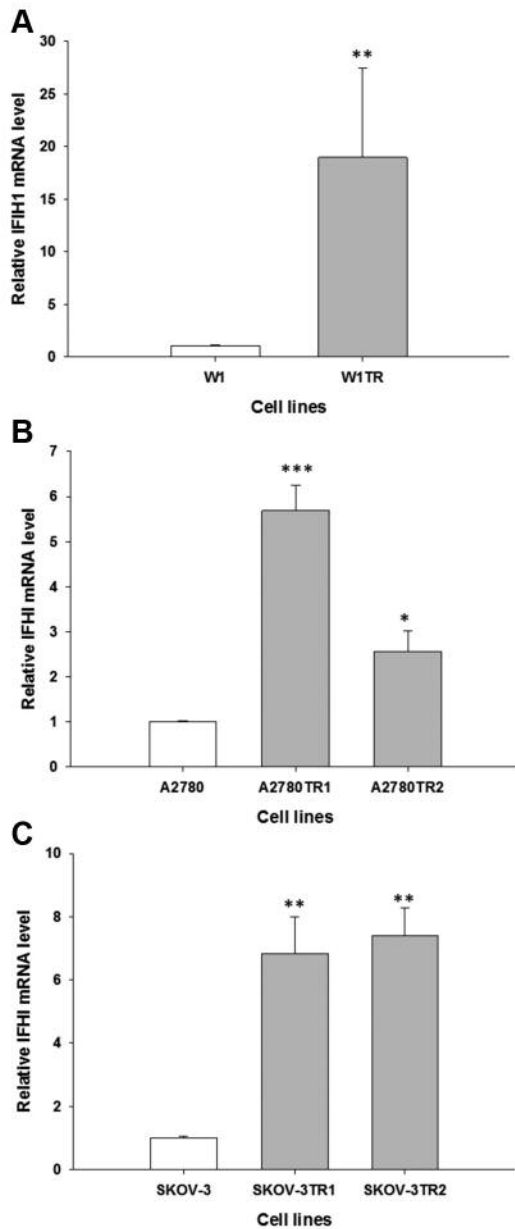 A
Relative IFIH1 mRNA level
30
25
20
15
10
5
0
**
W1
W1TR
Cell lines
B
Relative IFHI mRNA level
7
6
5
4
3
2
1
0
***
*
A2780
A2780TR1
A2780TR2
Cell lines
C
Relative IFHI mRNA level
10
8
6
4
2
0
**
**
SKOV-3
SKOV-3TR1
SKOV-3TR2
Cell lines